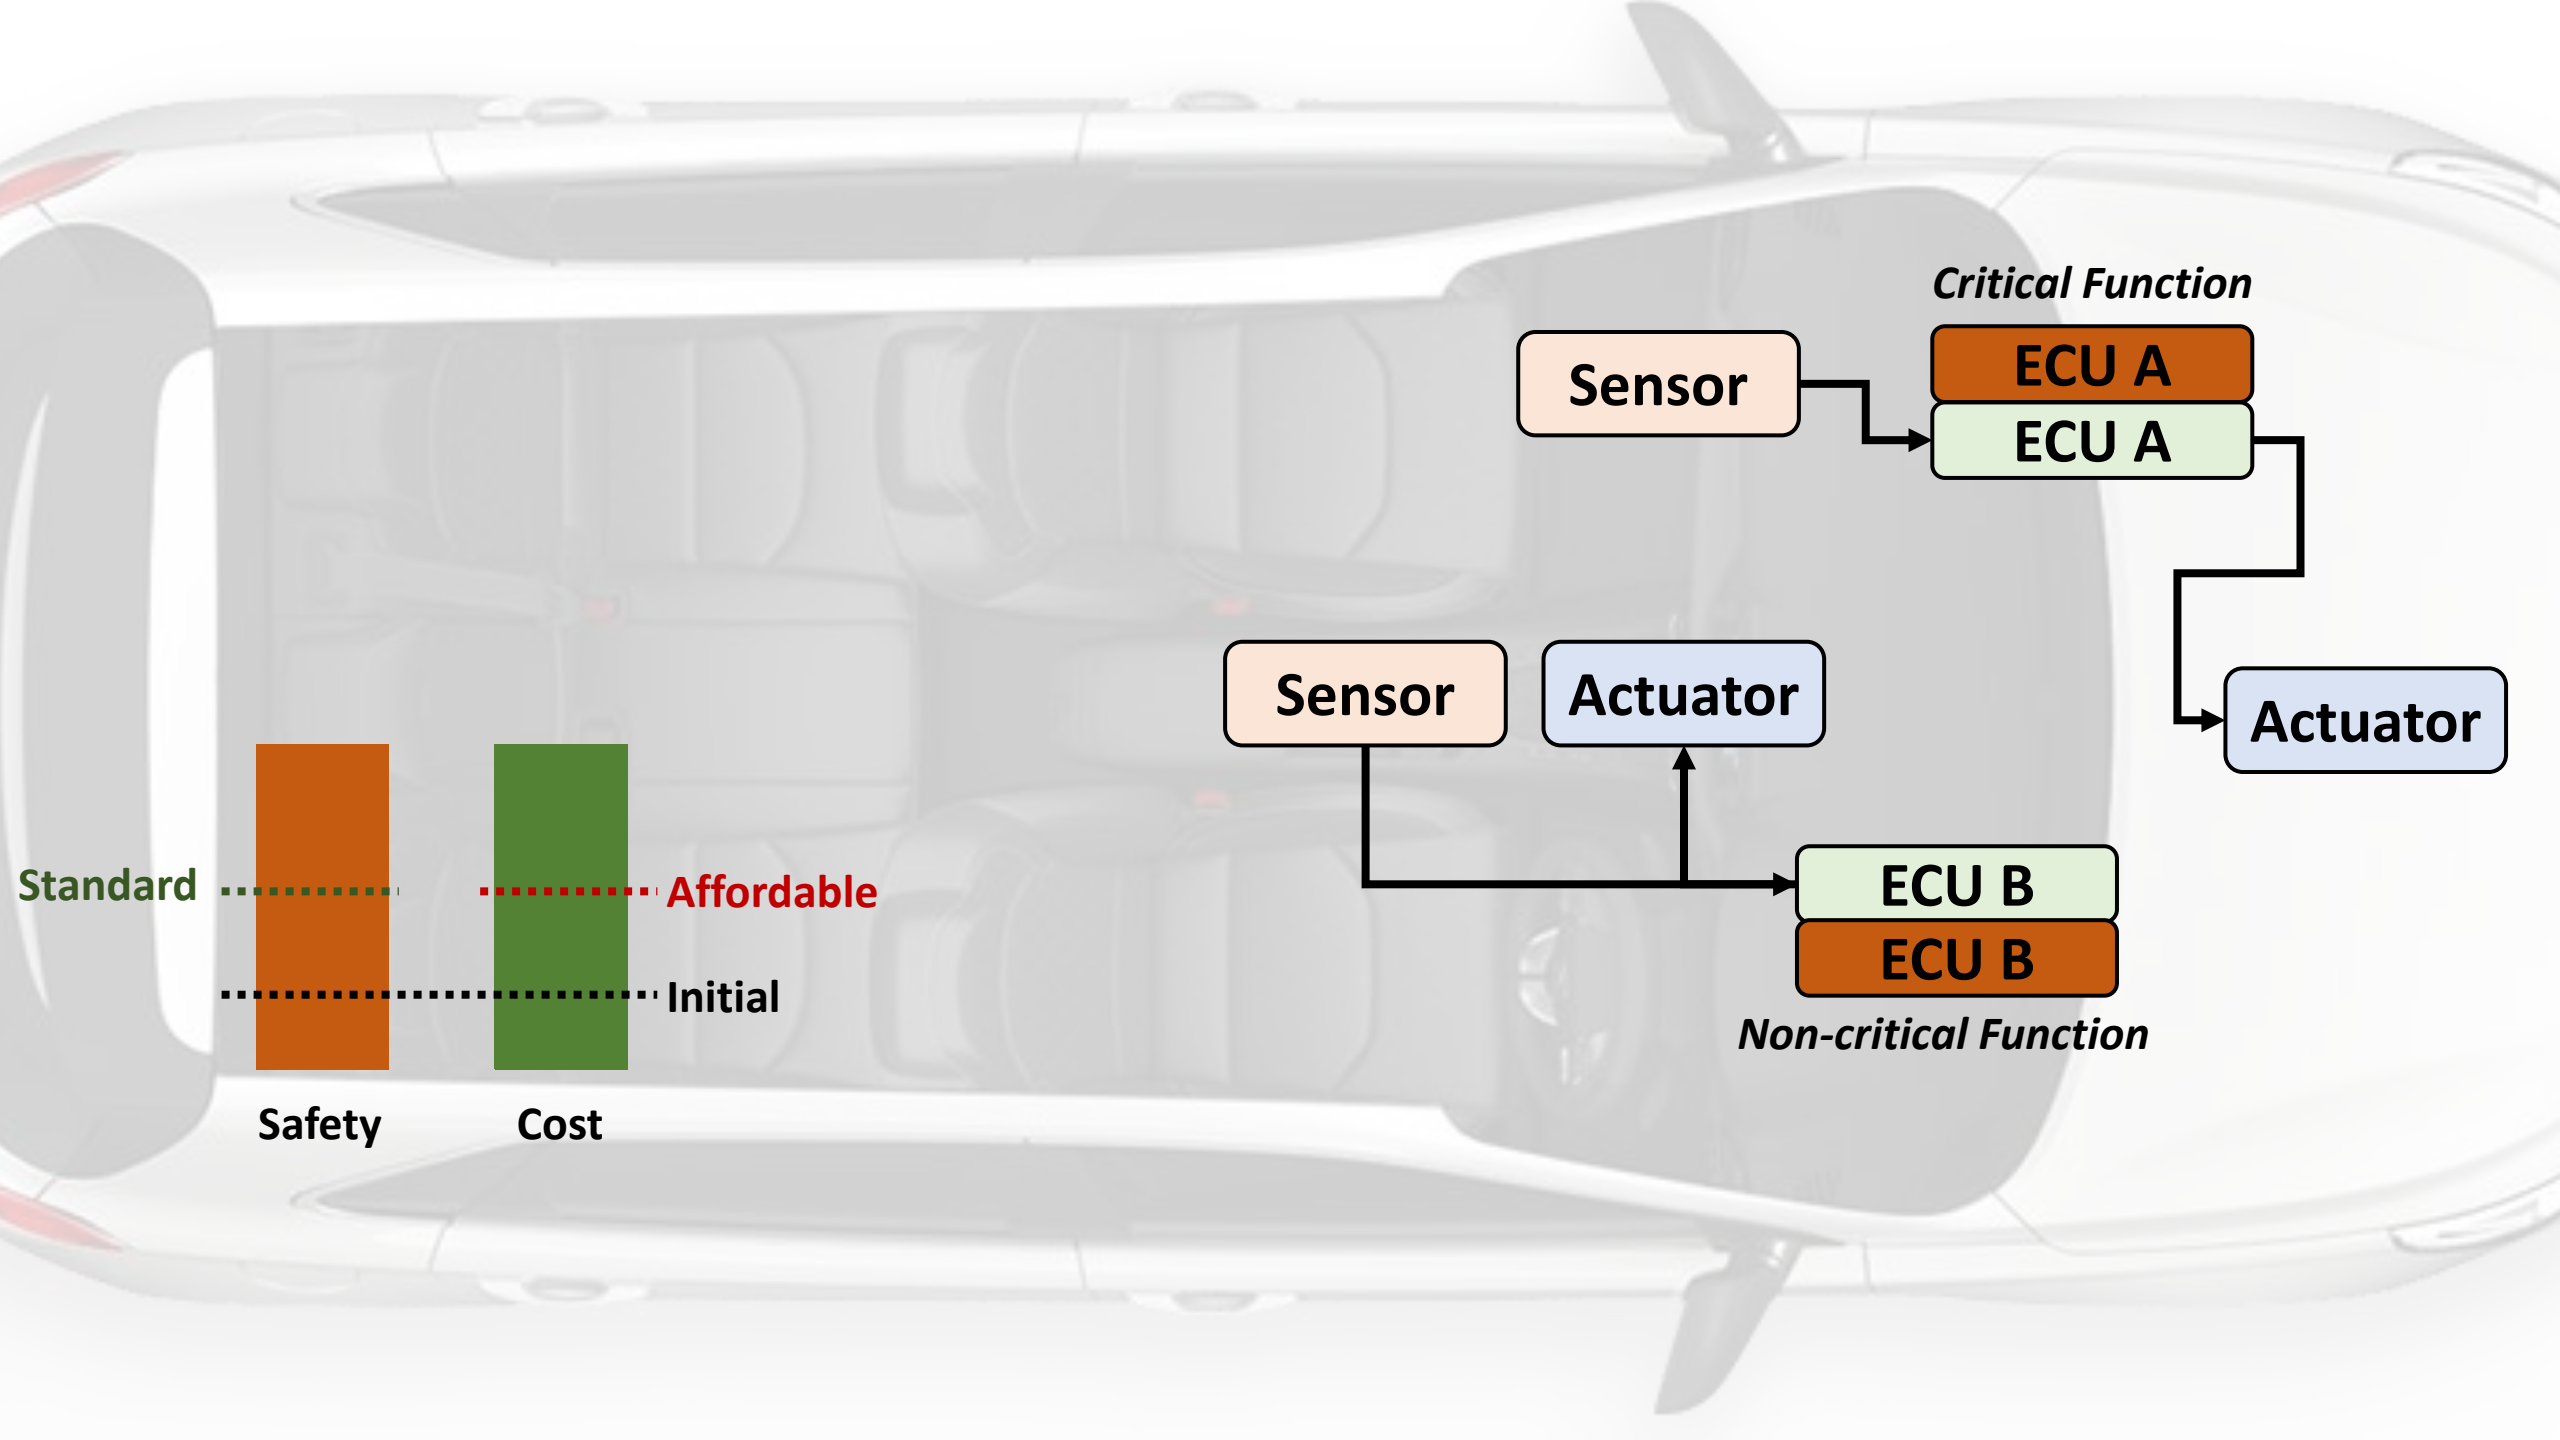 Critical Function
ECU A
Sensor
ECU A
Sensor
Actuator
Actuator
ECU B
ECU B
Non-critical Function
Standard
Affordable
Initial
Safety
Cost